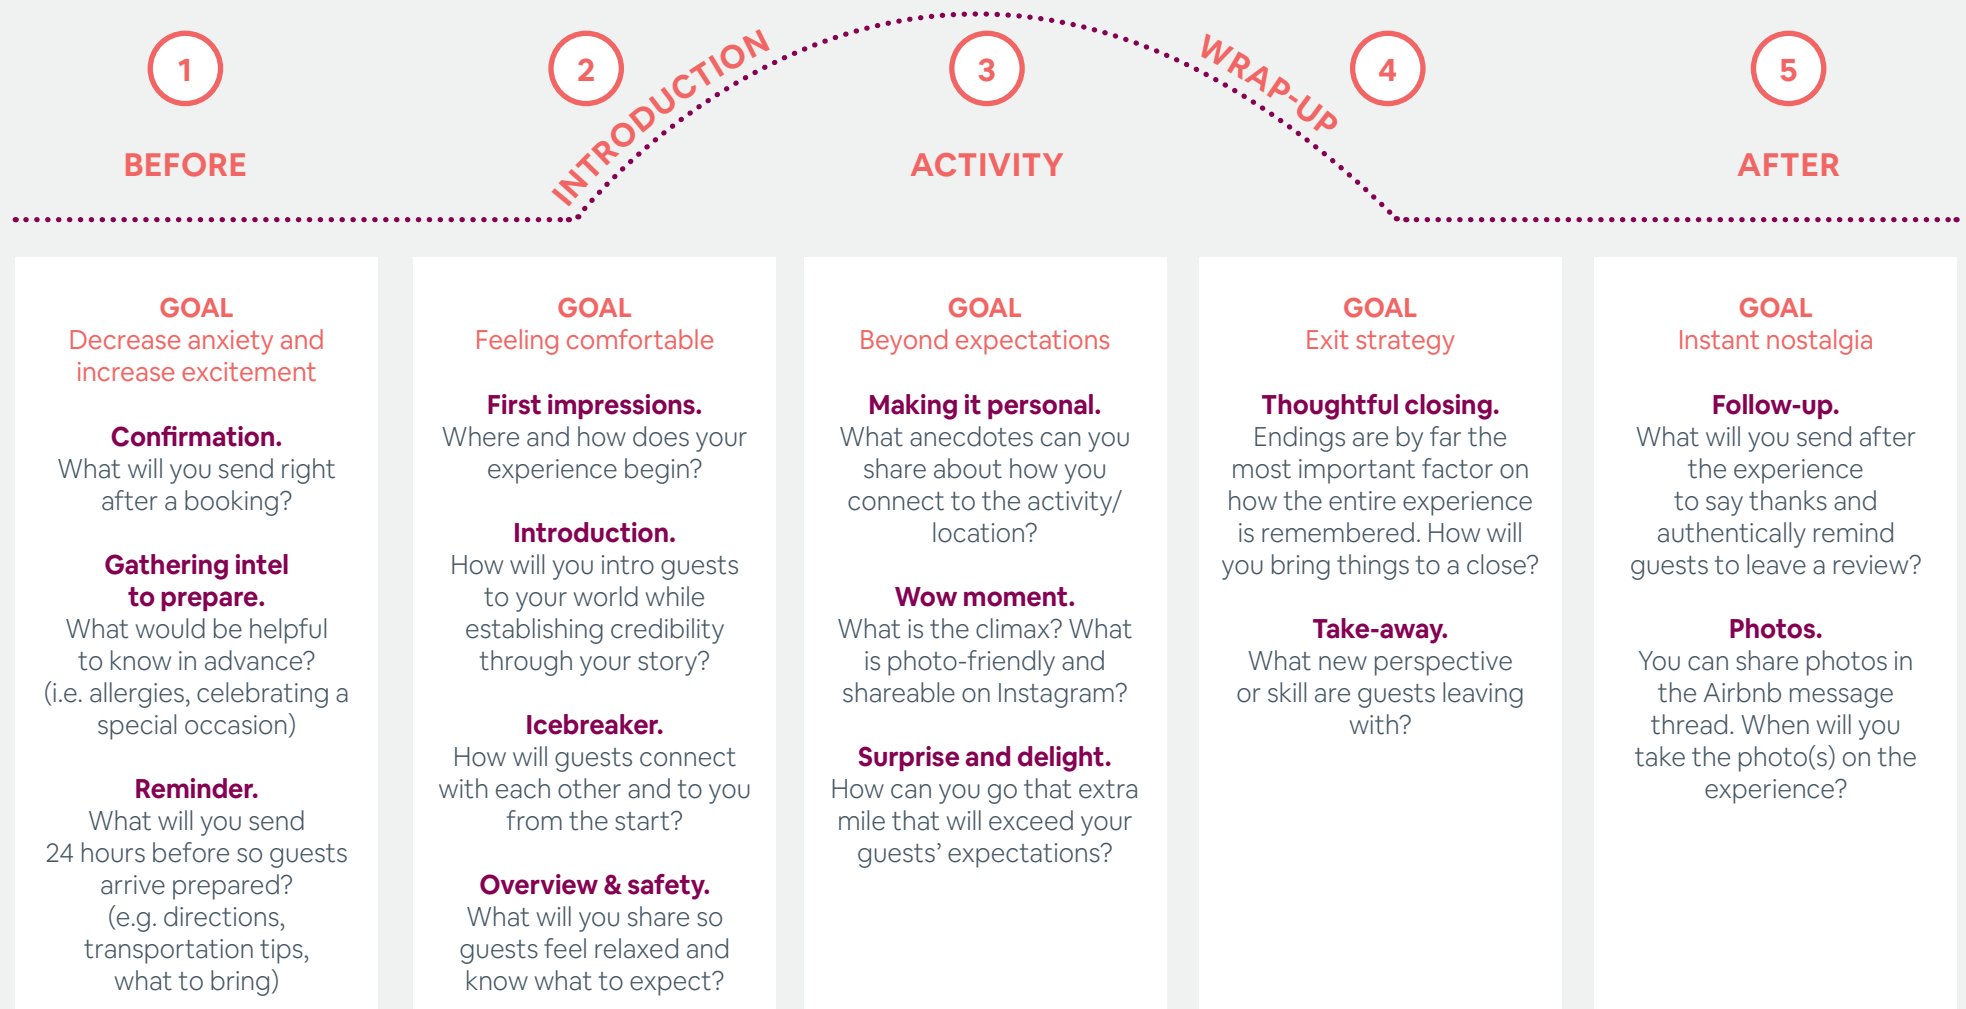 1
BEFORE
2
INTRODUCTION
3
ACTIVITY
4
WRAP-UP
5
AFTER
GOAL
Decrease anxiety and
increase excitement
Confirmation.
What will you send right
after a booking?
Gathering intel
to prepare.
What would be helpful
to know in advance?
(i.e. allergies, celebrating a
special occasion)
Reminder.
What will you send
24 hours before so guests
arrive prepared?
(e.g. directions,
transportation tips,
what to bring)
GOAL
Feeling comfortable
First impressions.
Where and how does your
experience begin?
Introduction.
How will you intro guests
to your world while
establishing credibility
through your story?
Icebreaker.
How will guests connect
with each other and to you
from the start?
Overview & safety.
What will you share so
guests feel relaxed and
know what to expect?
GOAL
Beyond expectations
Making it personal.
What anecdotes can you
share about how you
connect to the activity/
location?
Wow moment.
What is the climax? What
is photo-friendly and
shareable on Instagram?
Surprise and delight.
How can you go that extra
mile that will exceed your
guests’ expectations?
GOAL
Exit strategy
Thoughtful closing.
Endings are by far the
most important factor on
how the entire experience
is remembered. How will
you bring things to a close?
Take-away.
What new perspective
or skill are guests leaving
with?
GOAL
Instant nostalgia
Follow-up.
What will you send after
the experience
to say thanks and
authentically remind
guests to leave a review?
Photos.
You can share photos in
the Airbnb message
thread. When will you
take the photo(s) on the
experience?